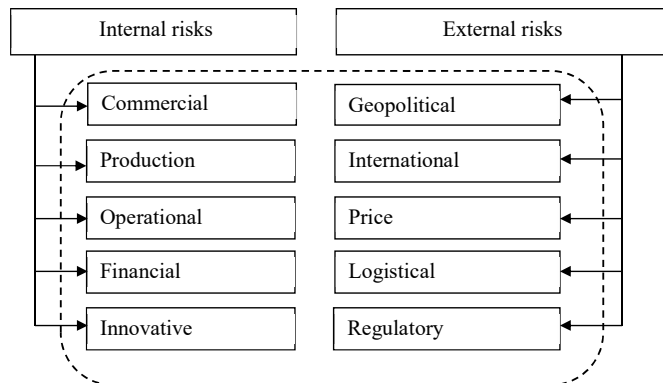 Internal risks
External risks
Commercial
Geopolitical
Production
International
Operational
Price
Financial
Logistical
Innovative
Regulatory